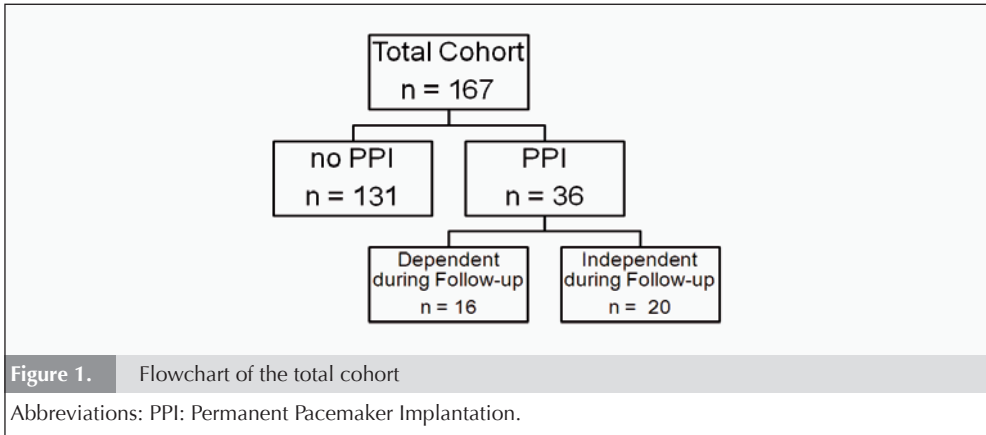 Total Cohort
n = 167
no PPI
n = 131
PPI
n = 36
Dependent
during Follow-up
n = 16
Independent
during Follow-up
n = 20
Figure 1. Flowchart of the total cohort
Abbreviations: PPI: Permanent Pacemaker Implantation.